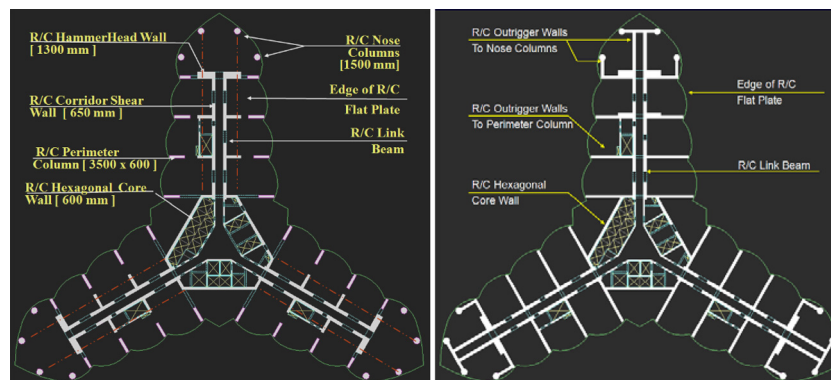 R/C HammerHead Wall
[ 1300 mm ]
R/C Nose
Columns
[1500 mm]
Edge of R/C
Flat Plate
R/C Corridor Shear
Wall [ 650 mm ]
R/C Link
Beam
R/C Perimeter
Column [ 3500 x 600 ]
R/C Hexagonal Core
Wall [ 600 mm ]
R/C Outrigger Walls
To Nose Columns
Edge of R/C
Flat Plate
R/C Outrigger Walls
To Perimeter Column
R/C Link Beam
R/C Hexagonal
Core Wall